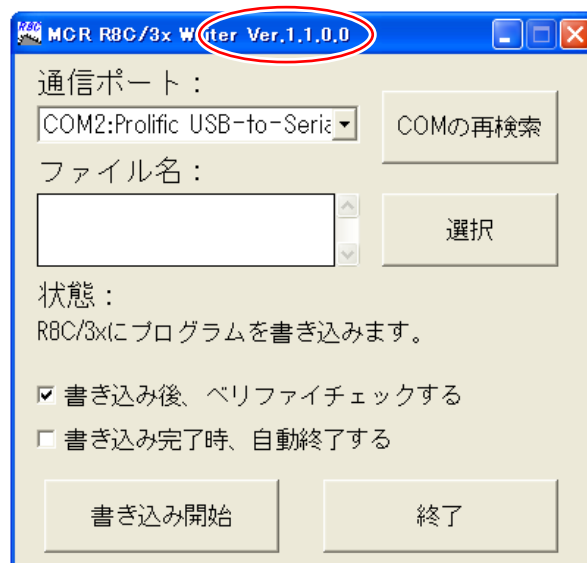 MCR R8C/3x Writer Ver.1.1.0.0
通信ポート：
COM2:Prolific USB-to-Seria
COMの再検索
ファイル名：
選択
状態：
R8C/3xにプログラムを書き込みます。
書き込み後、ベリファイチェックする
書き込み完了時、自動終了する
書き込み開始
終了